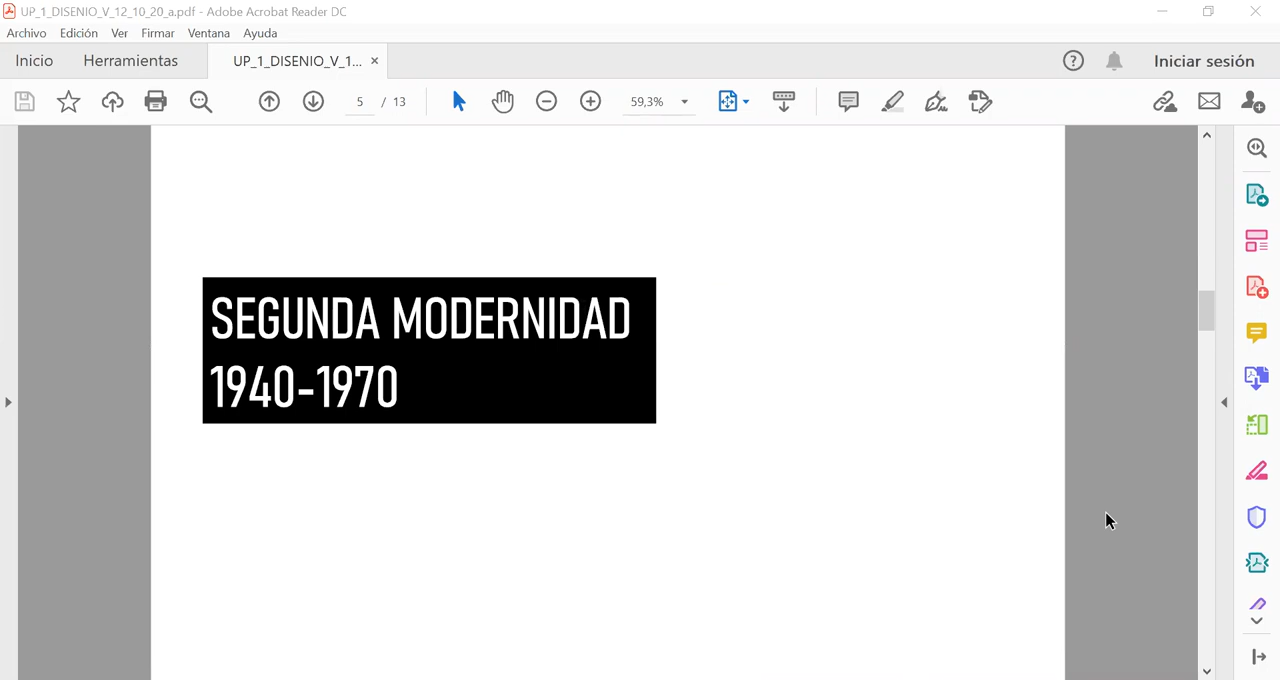 UP_1_DISENIO_V_12_10_20_a.pdf - Adobe Acrobat Reader DC
Archivo Edición Ver Firmar Ventana Ayuda
Inicio Herramientas UP_1_DISENIO_V_1... × Iniciar sesión
5 / 13 59,3%
SEGUNDA MODERNIDAD
1940-1970